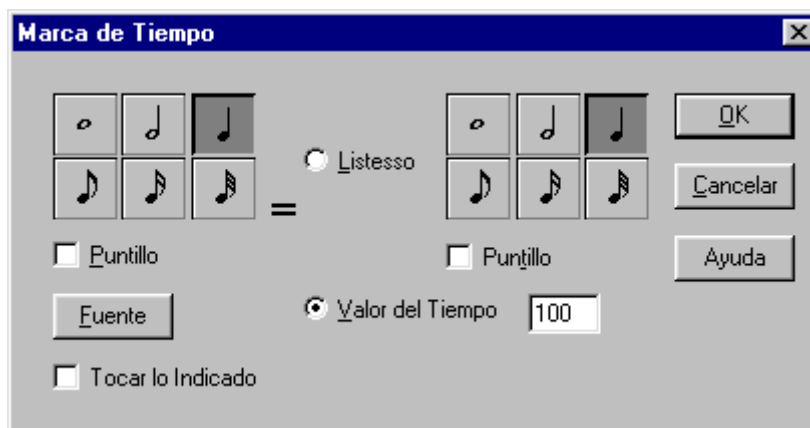 Marca de Tiempo
OK
Listesso
=
Cancelar
Puntillo
Puntillo
Ayuda
Fuente
Valor del Tiempo 100
Tocar lo Indicado